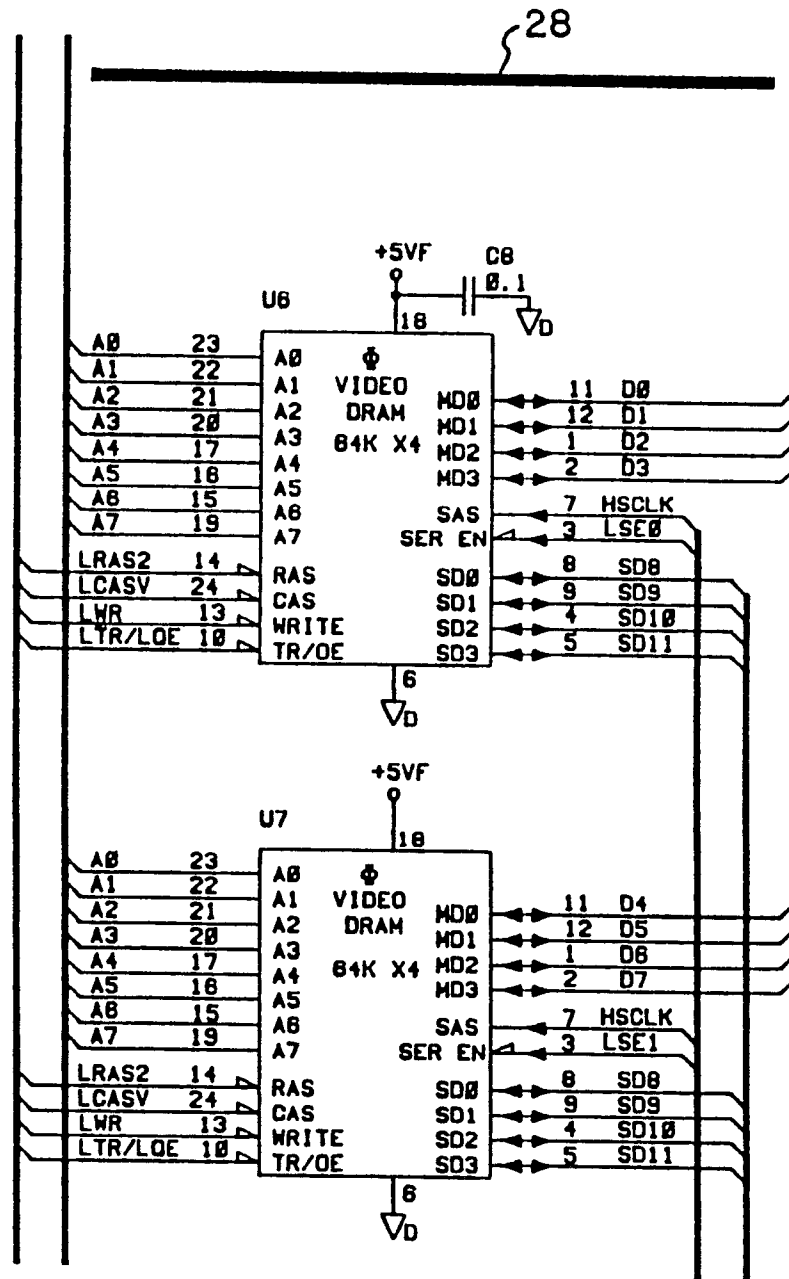 28
+5VF
C6
0.1
D
U6
18
A0 23 A0 Φ
A1 22 A1 VIDEO
A2 21 A2 DRAM MD0 11 D0
A3 20 A3 MD1 12 D1
A4 17 A4 64K X4 MD2 1 D2
A5 16 A5 MD3 2 D3
A6 15 A6 SAS 7 HSCLK
A7 19 A7 SER EN 3 LSE0
LRAS2 14 RAS SD0 8 SD8
LCASV 24 CAS SD1 9 SD9
LWR 13 WRITE SD2 4 SD10
LTR/LOE 10 TR/OE SD3 5 SD11
6
D
+5VF
U7
18
A0 23 A0 Φ
A1 22 A1 VIDEO
A2 21 A2 DRAM MD0 11 D4
A3 20 A3 MD1 12 D5
A4 17 A4 64K X4 MD2 1 D6
A5 16 A5 MD3 2 D7
A6 15 A6 SAS 7 HSCLK
A7 19 A7 SER EN 3 LSE1
LRAS2 14 RAS SD0 8 SD8
LCASV 24 CAS SD1 9 SD9
LWR 13 WRITE SD2 4 SD10
LTR/LOE 10 TR/OE SD3 5 SD11
6
D